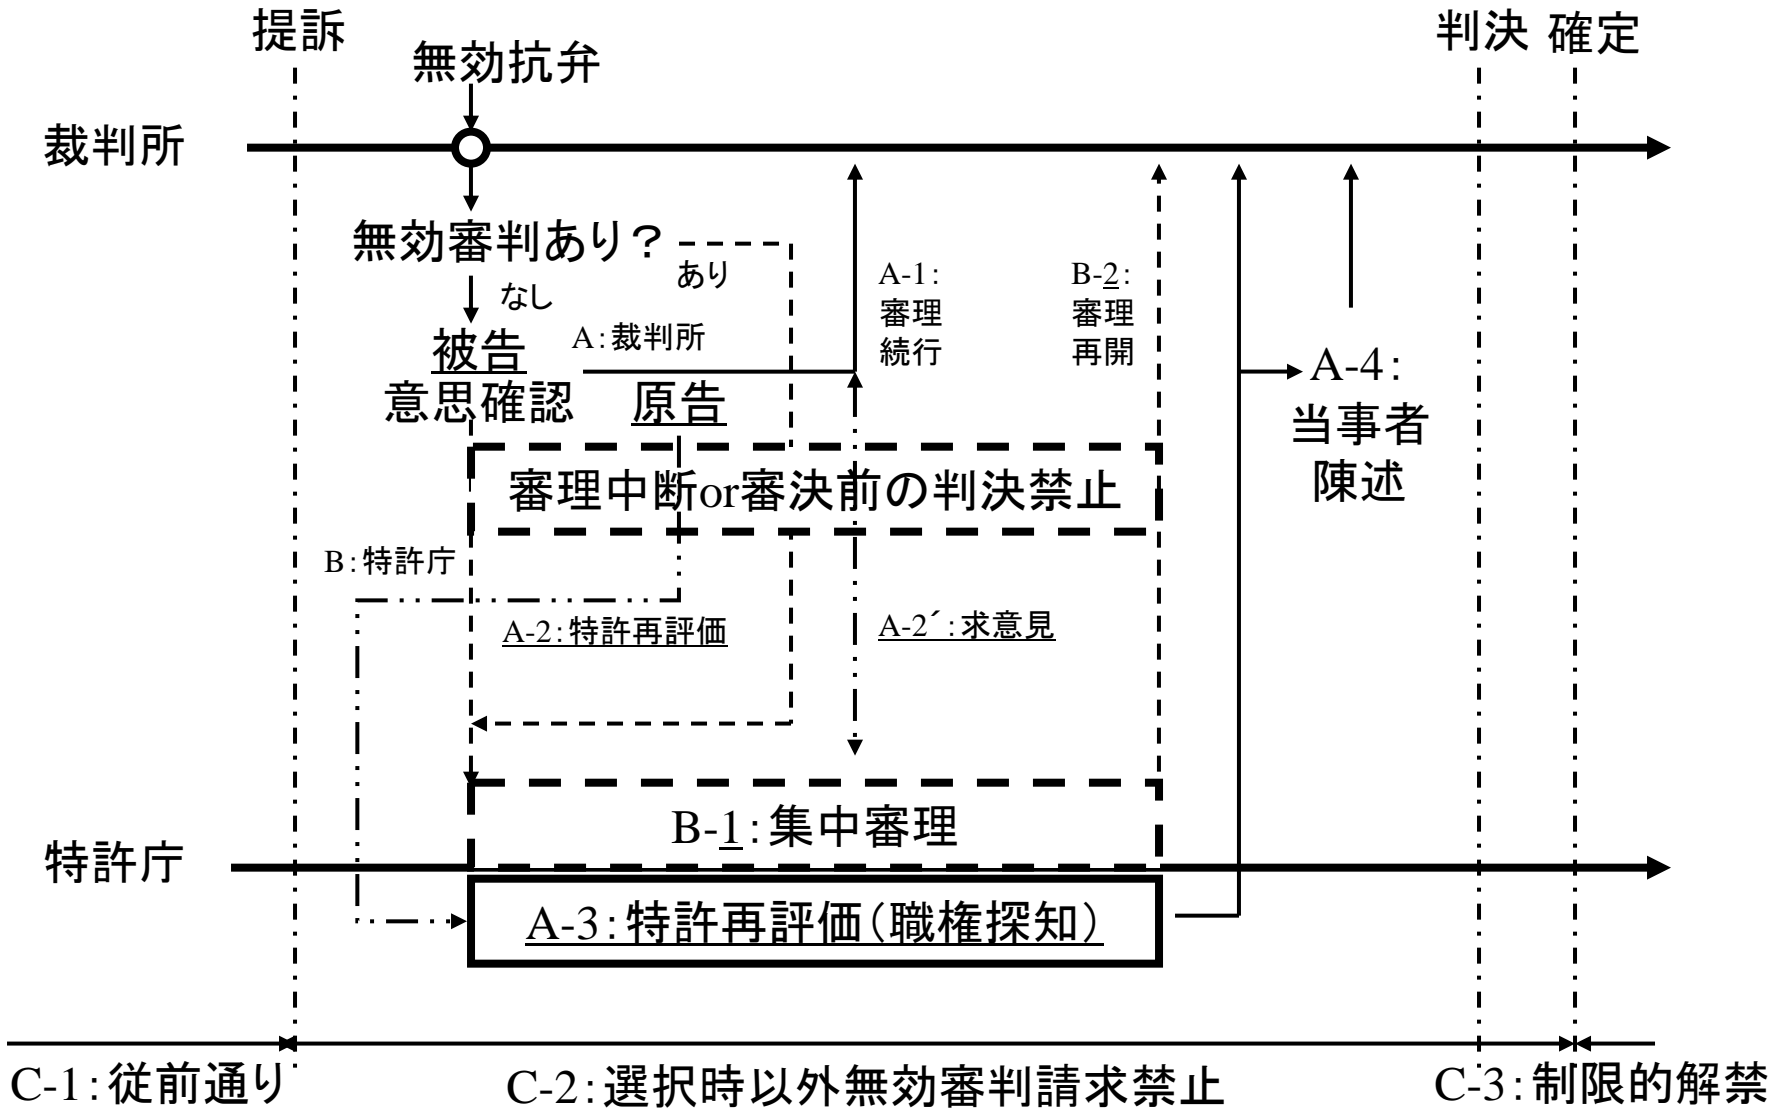 提訴
無効抗弁
判決 確定
裁判所
無効審判あり？
あり
なし
A-1：
審理
続行
B-2：
審理
再開
被告
意思確認
A：裁判所
原告
A-4：
当事者
陳述
審理中断or審決前の判決禁止
B：特許庁
A-2：特許再評価
A-2´：求意見
B-1：集中審理
特許庁
A-3：特許再評価（職権探知）
C-1：従前通り
C-2：選択時以外無効審判請求禁止
C-3：制限的解禁